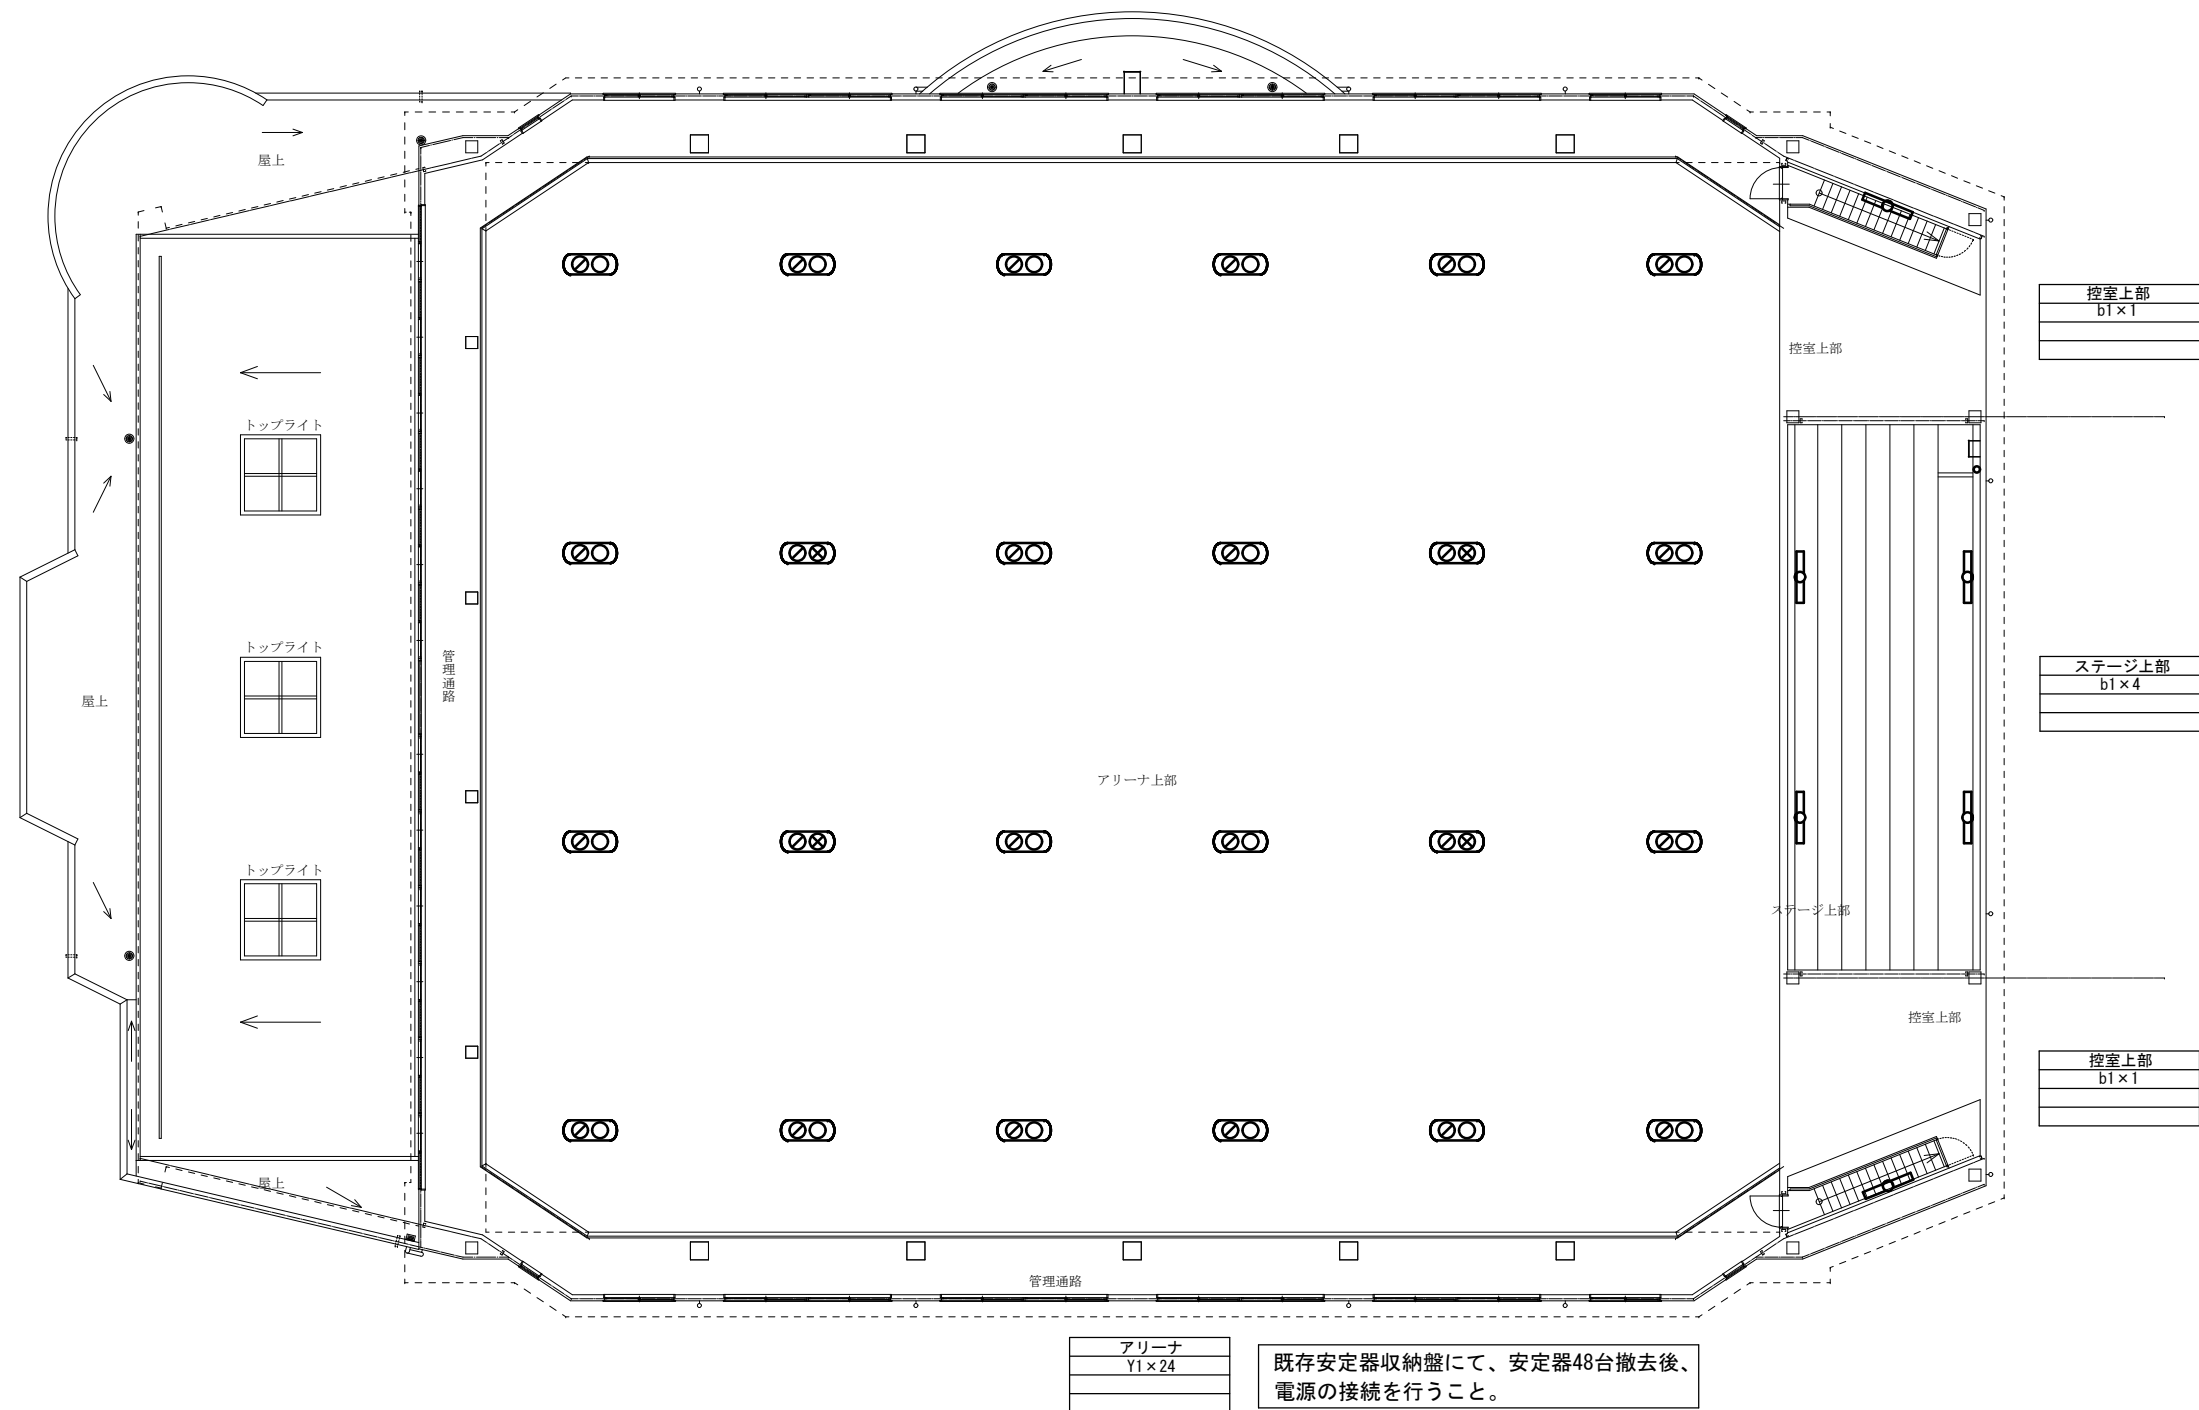 屋上
控室上部
b1×1
控室上部
トップライト
トップライト
管理通路
ステージ上部
b1×4
屋上
アリーナ上部
トップライト
ステージ上部
控室上部
控室上部
b1×1
屋上
管理通路
アリーナ
Y1×24
既存安定器収納盤にて、安定器48台撤去後、
電源の接続を行うこと。